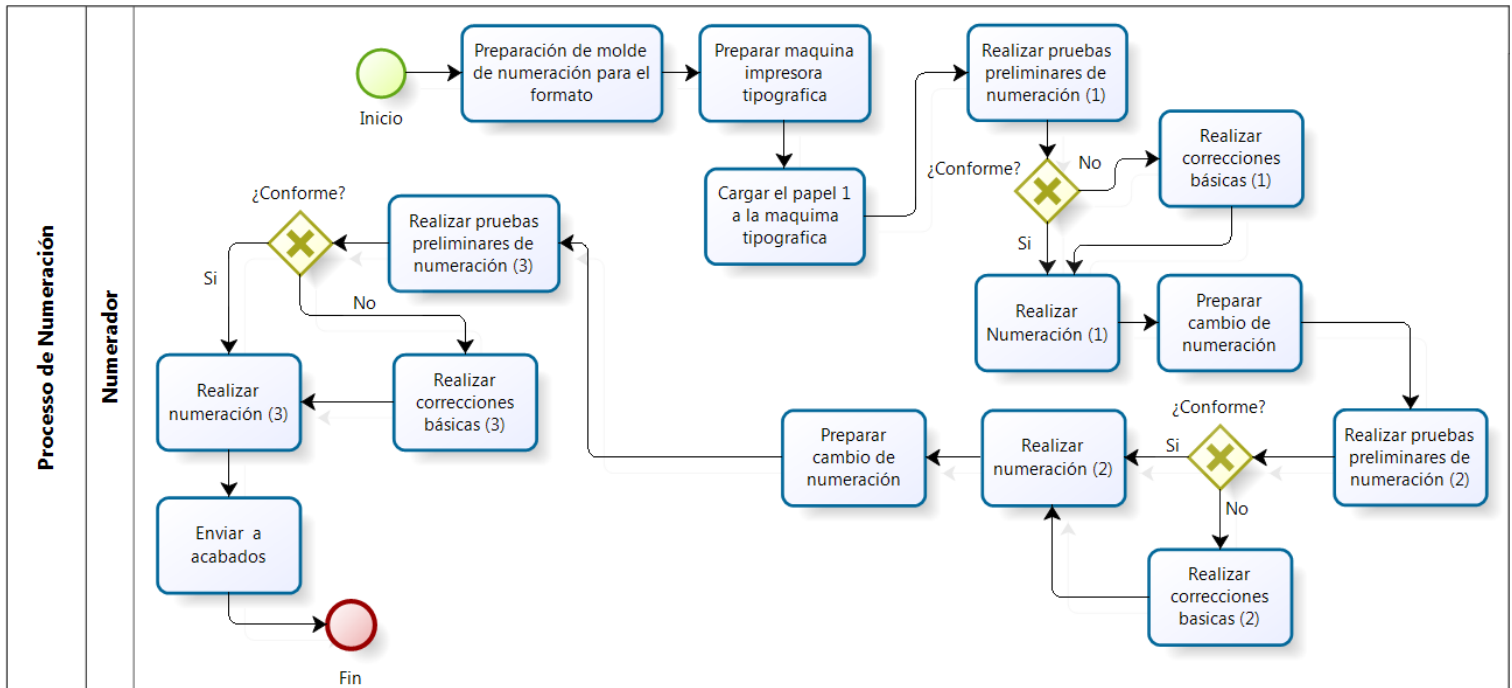 Processo de Numeración
Numerador
Inicio
Preparación de molde
de numeración para el
formato
Preparar maquina
impresora
tipografica
Cargar el papel 1
a la maquima
tipografica
Realizar pruebas
preliminares de
numeración (1)
¿Conforme?
No
Realizar
correcciones
básicas (1)
Si
Realizar
Numeración (1)
Preparar
cambio de
numeración
Realizar pruebas
preliminares de
numeración (2)
¿Conforme?
Si
No
Realizar
correcciones
basicas (2)
Realizar
numeración (2)
Preparar
cambio de
numeración
Realizar pruebas
preliminares de
numeración (3)
¿Conforme?
Si
No
Realizar
correcciones
básicas (3)
Realizar
numeración (3)
Enviar a
acabados
Fin